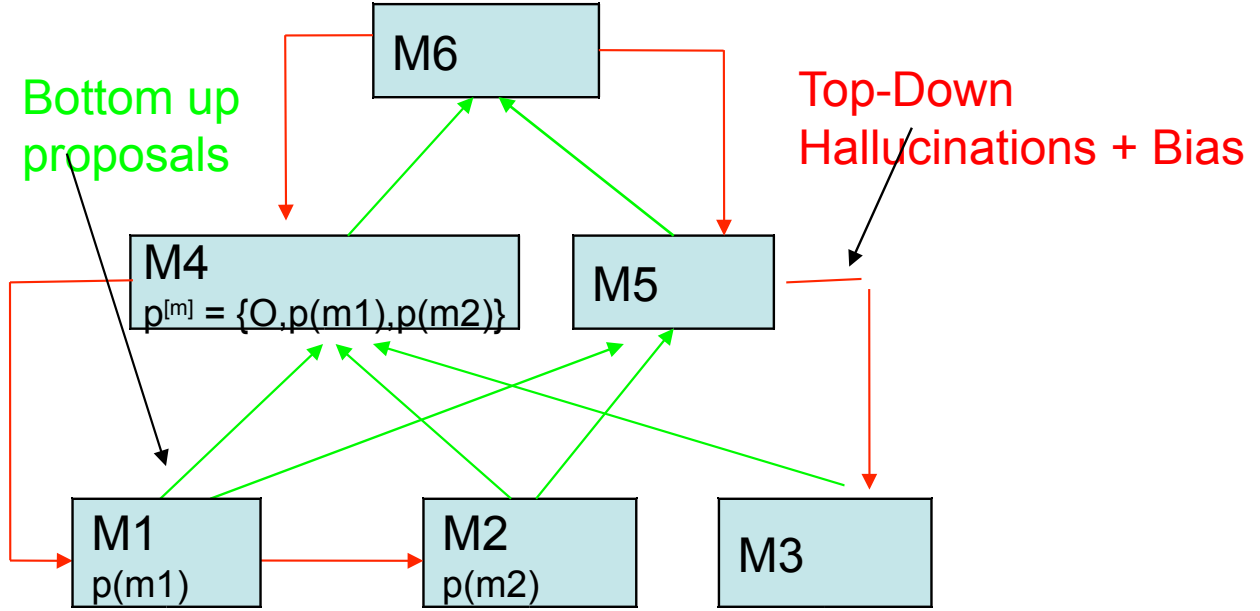 M6
Bottom up
proposals
Top-Down
Hallucinations + Bias
M4
p[m] = {O,p(m1),p(m2)}
M5
M1
p(m1)
M2
p(m2)
M3